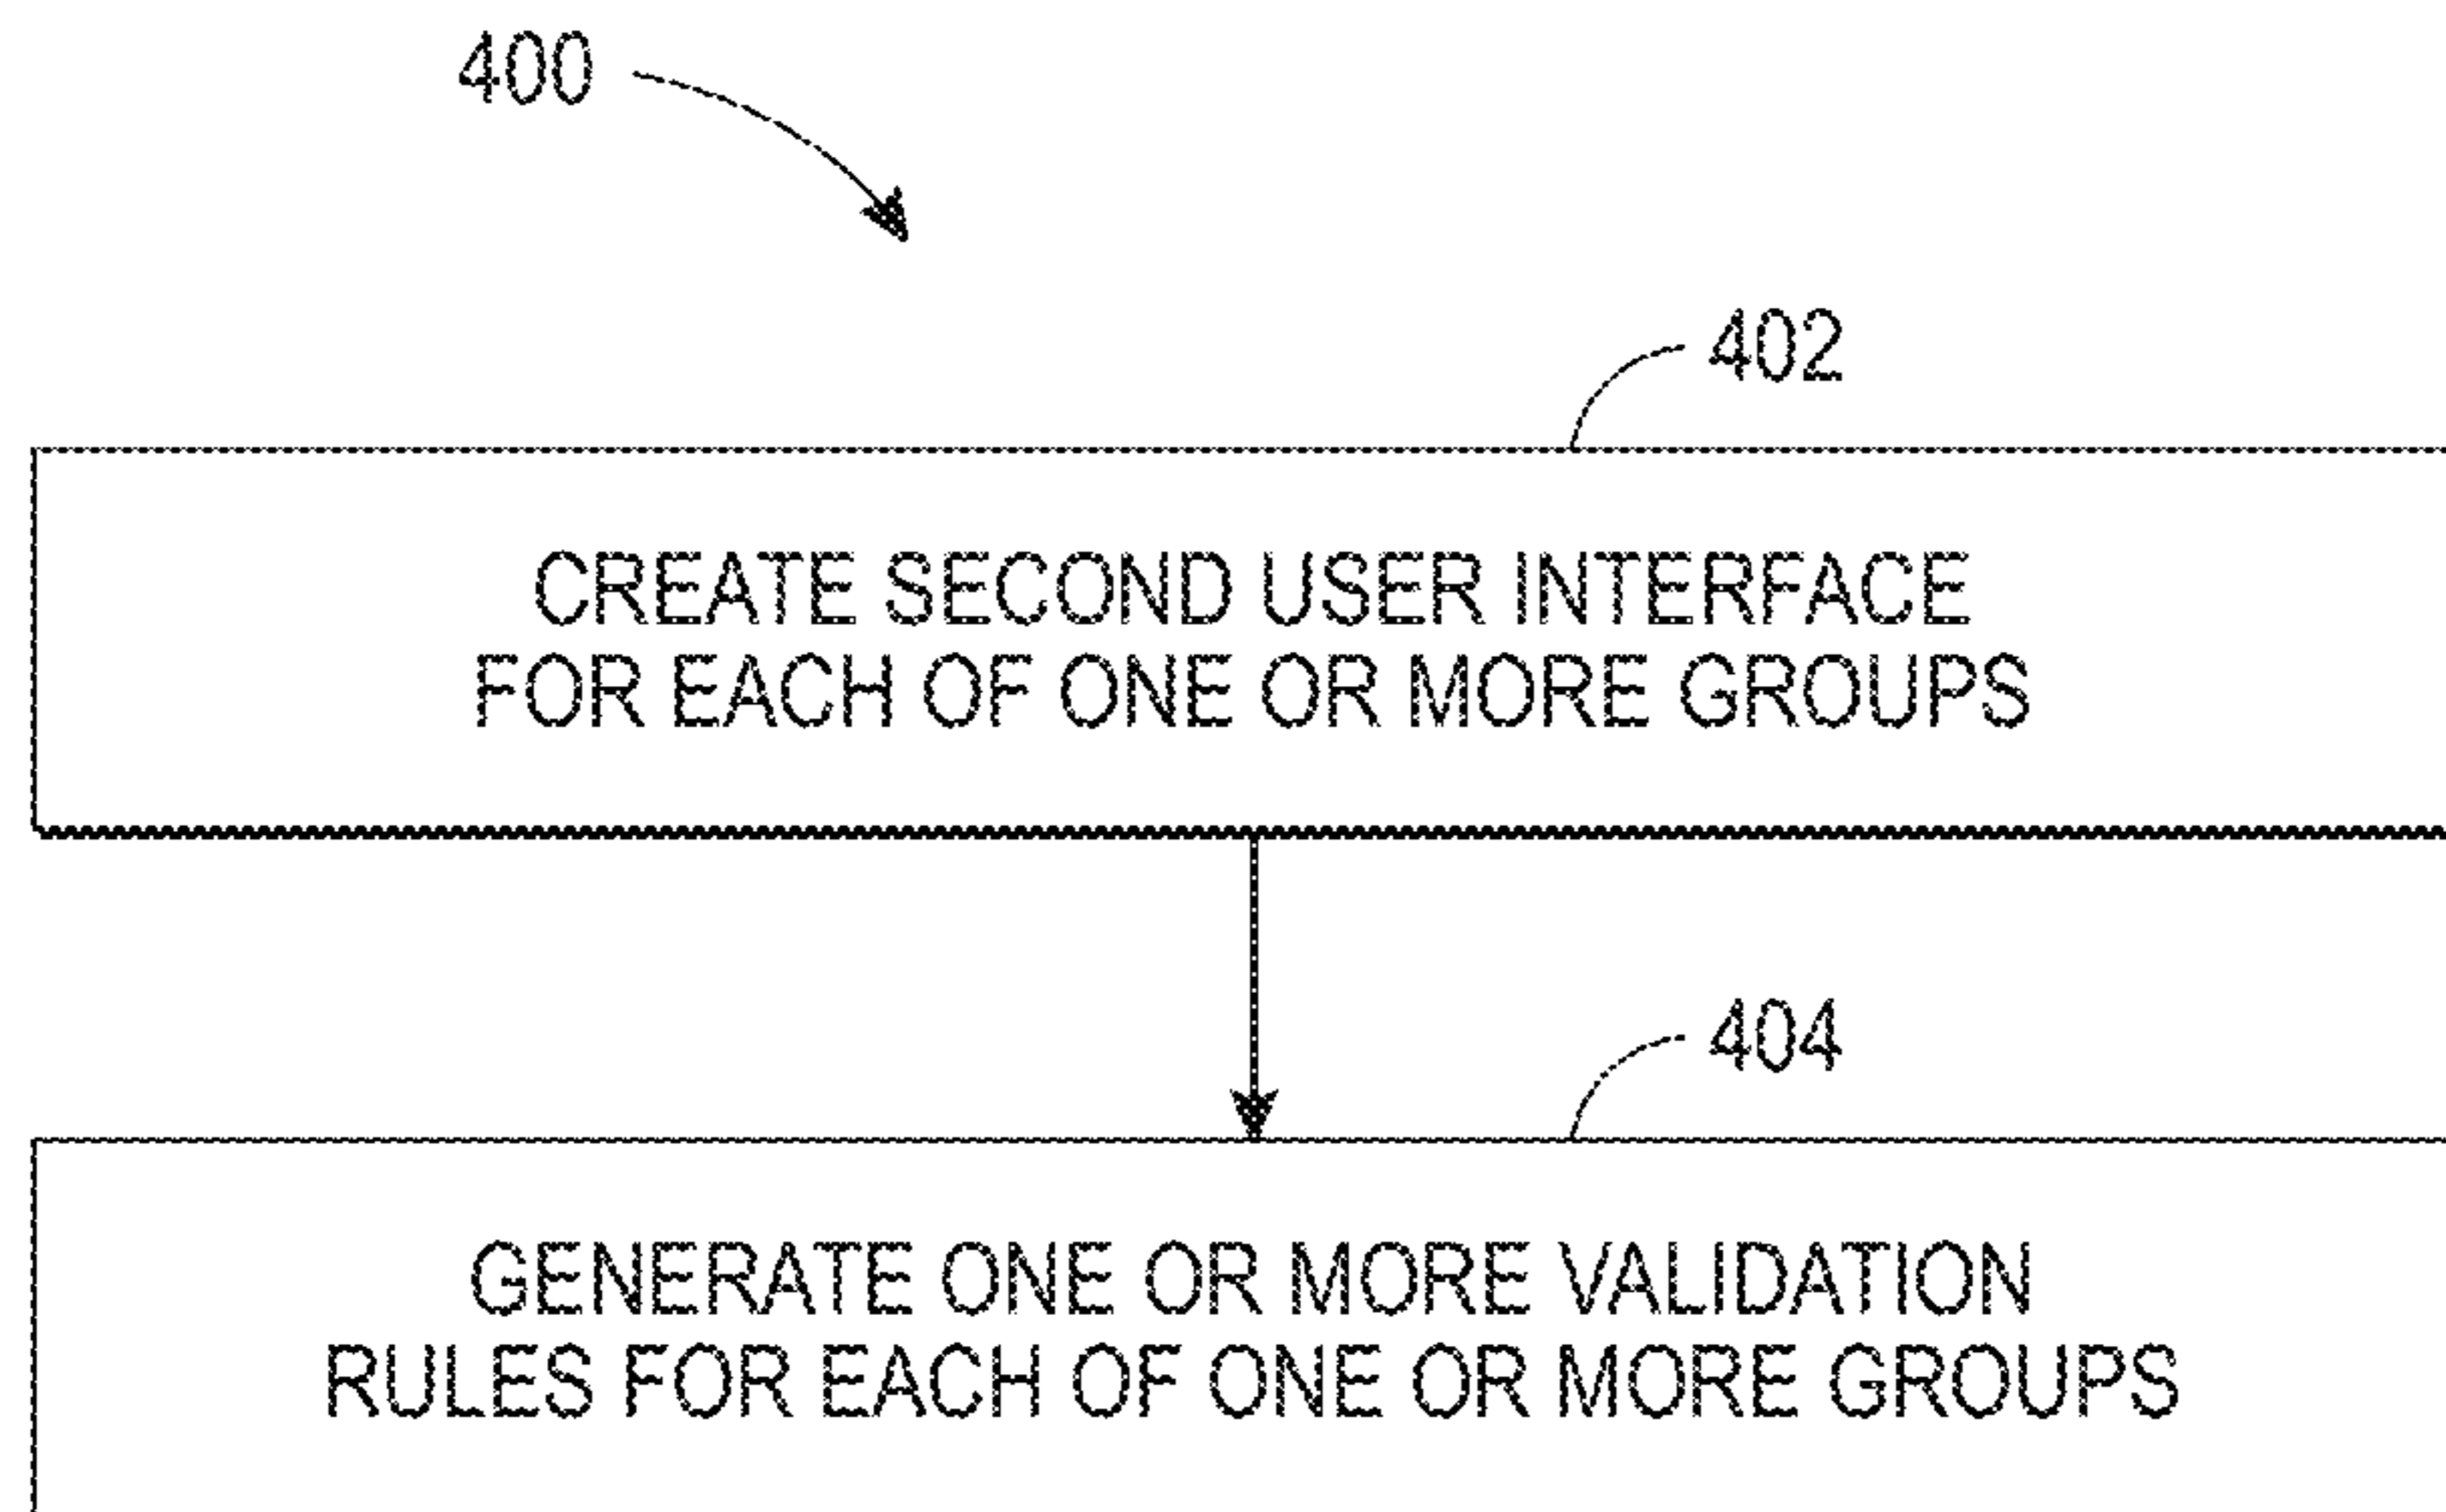 400
402
CREATE SECOND USER INTERFACE
FOR EACH OF ONE OR MORE GROUPS
404
GENERATE ONE OR MORE VALIDATION
RULES FOR EACH OF ONE OR MORE GROUPS